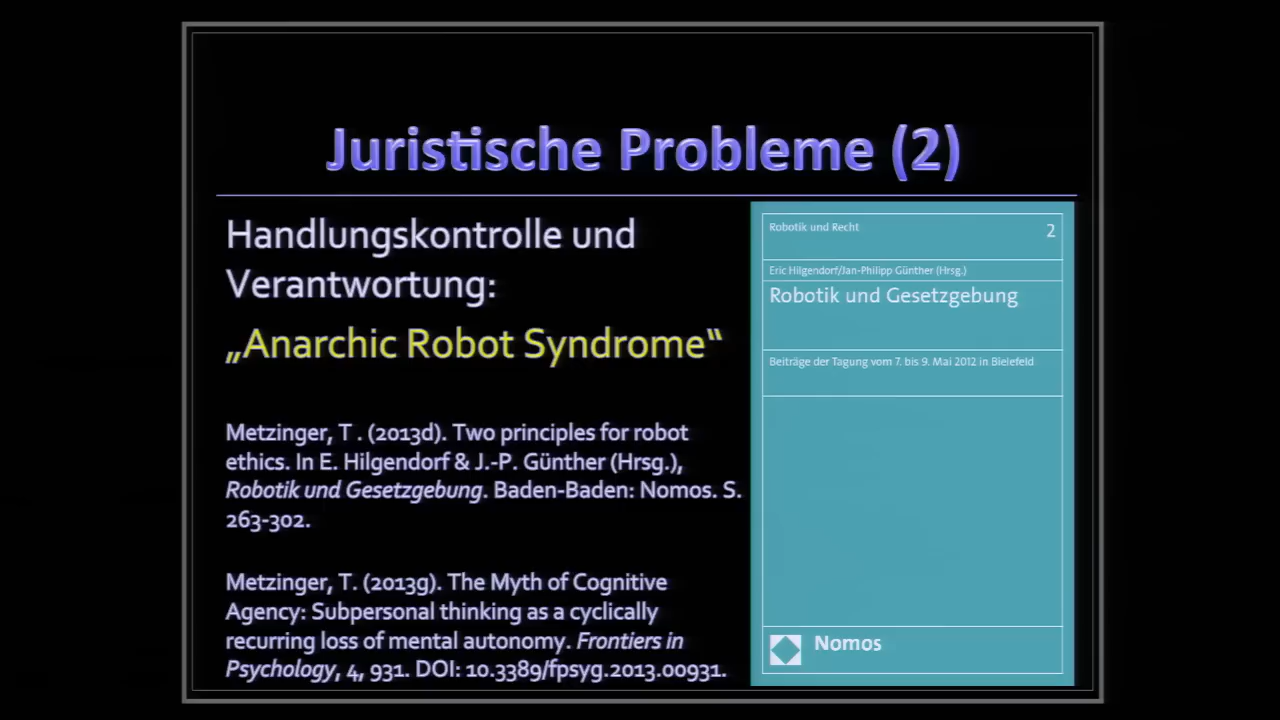 Juristische Probleme (2)
Handlungskontrolle und
Verantwortung:
„Anarchic Robot Syndrome“
Metzinger, T . (2013d). Two principles for robot
ethics. In E. Hilgendorf & J.-P. Günther (Hrsg.),
Robotik und Gesetzgebung. Baden-Baden: Nomos. S.
263-302.
Metzinger, T. (2013g). The Myth of Cognitive
Agency: Subpersonal thinking as a cyclically
recurring loss of mental autonomy. Frontiers in
Psychology, 4, 931. DOI: 10.3389/fpsyg.2013.00931.
Robotik und Recht 2
Eric Hilgendorf/Jan-Philipp Günther (Hrsg.)
Robotik und Gesetzgebung
Beiträge der Tagung vom 7. bis 9. Mai 2012 in Bielefeld
Nomos